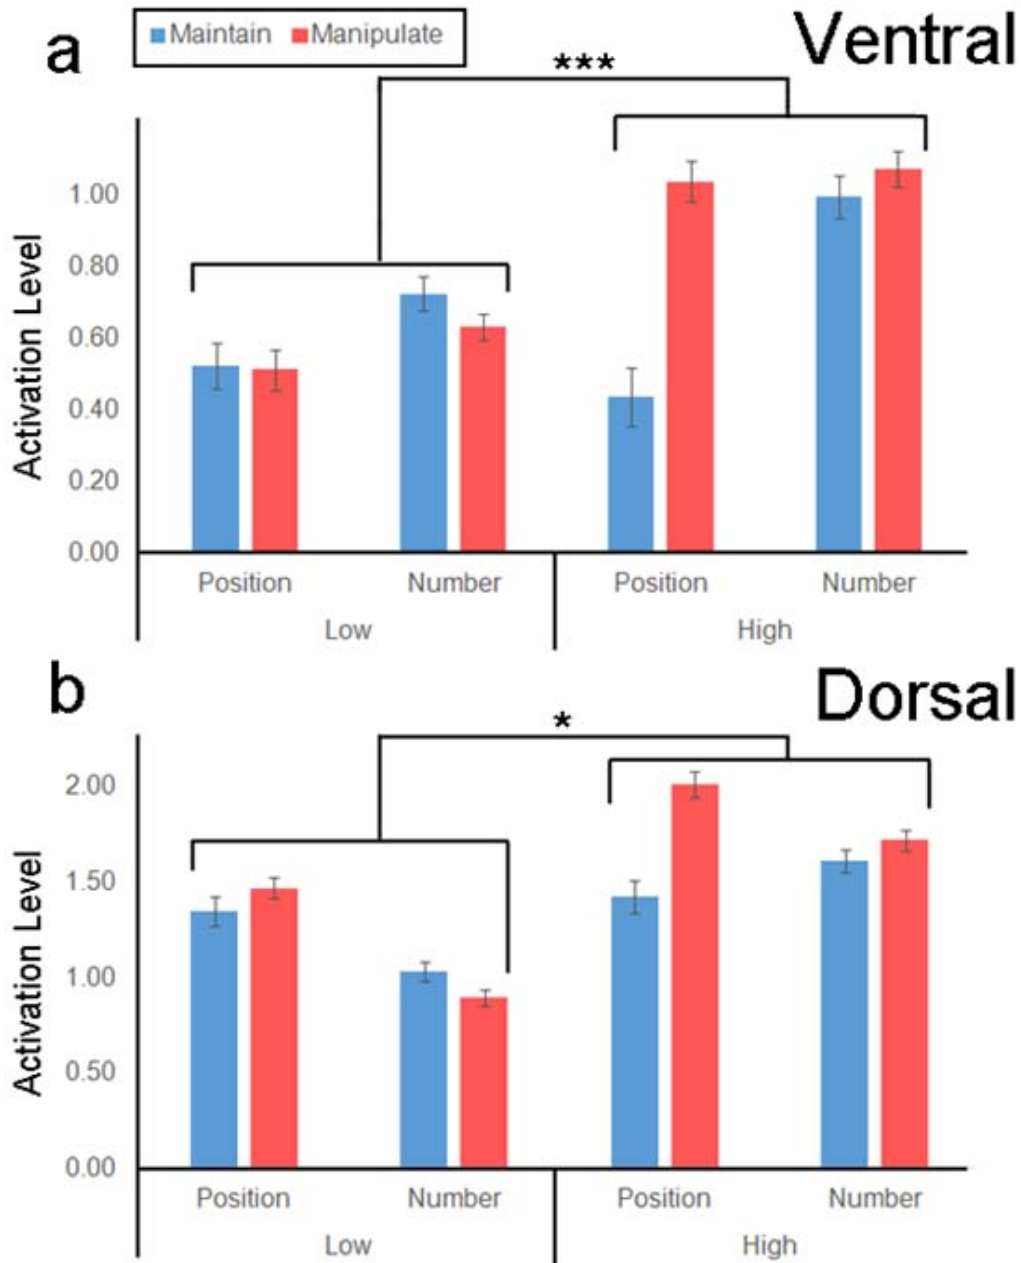 a
Maintain Manipulate
Ventral
***
Activation Level
1.00
0.80
0.60
0.40
0.20
0.00
Position Number Position Number
Low High
b
Dorsal
*
Activation Level
2.00
1.50
1.00
0.50
0.00
Position Number Position Number
Low High